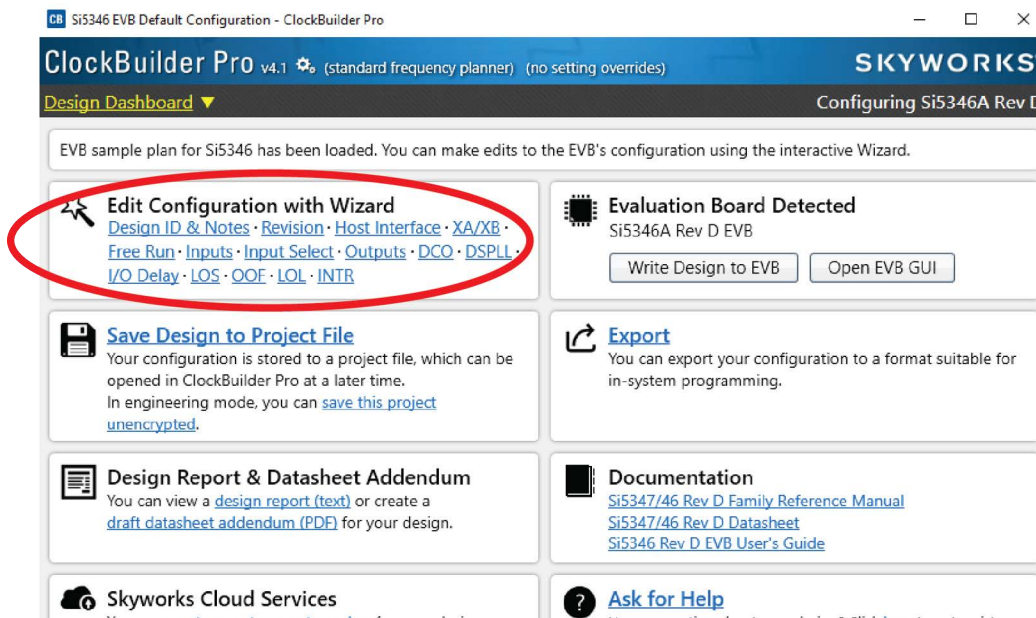 CB Si5346 EVB Default Configuration - ClockBuilder Pro
ClockBuilder Pro v4.1 (standard frequency planner) (no setting overrides) SKYWORKS
Design Dashboard ▼ Configuring Si5346A Rev D
EVB sample plan for Si5346 has been loaded. You can make edits to the EVB's configuration using the interactive Wizard.
Edit Configuration with Wizard
Design ID & Notes · Revision · Host Interface · XA/XB ·
Free Run · Inputs · Input Select · Outputs · DCO · DSPLL ·
I/O Delay · LOS · OOF · LOL · INTR
Evaluation Board Detected
Si5346A Rev D EVB
Write Design to EVB Open EVB GUI
Save Design to Project File
Your configuration is stored to a project file, which can be
opened in ClockBuilder Pro at a later time.
In engineering mode, you can save this project
unencrypted.
Export
You can export your configuration to a format suitable for
in-system programming.
Design Report & Datasheet Addendum
You can view a design report (text) or create a
draft datasheet addendum (PDF) for your design.
Documentation
Si5347/46 Rev D Family Reference Manual
Si5347/46 Rev D Datasheet
Si5346 Rev D EVB User's Guide
Skyworks Cloud Services
? Ask for Help